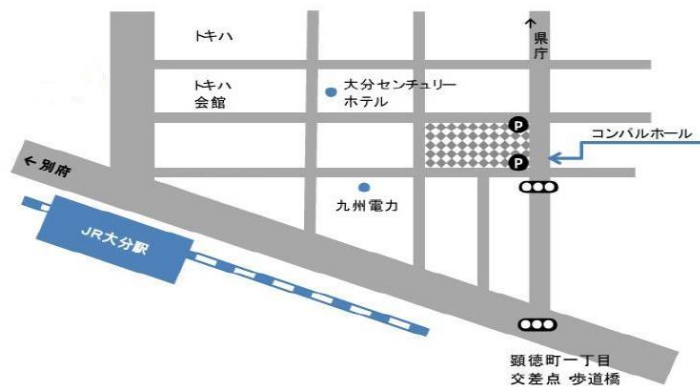 ↑県庁
トキハ
トキハ
会館
大分センチュリー
ホテル
P
コンパルホール
P
←別府
九州電力
JR大分駅
顕徳町一丁目
交差点・歩道橋